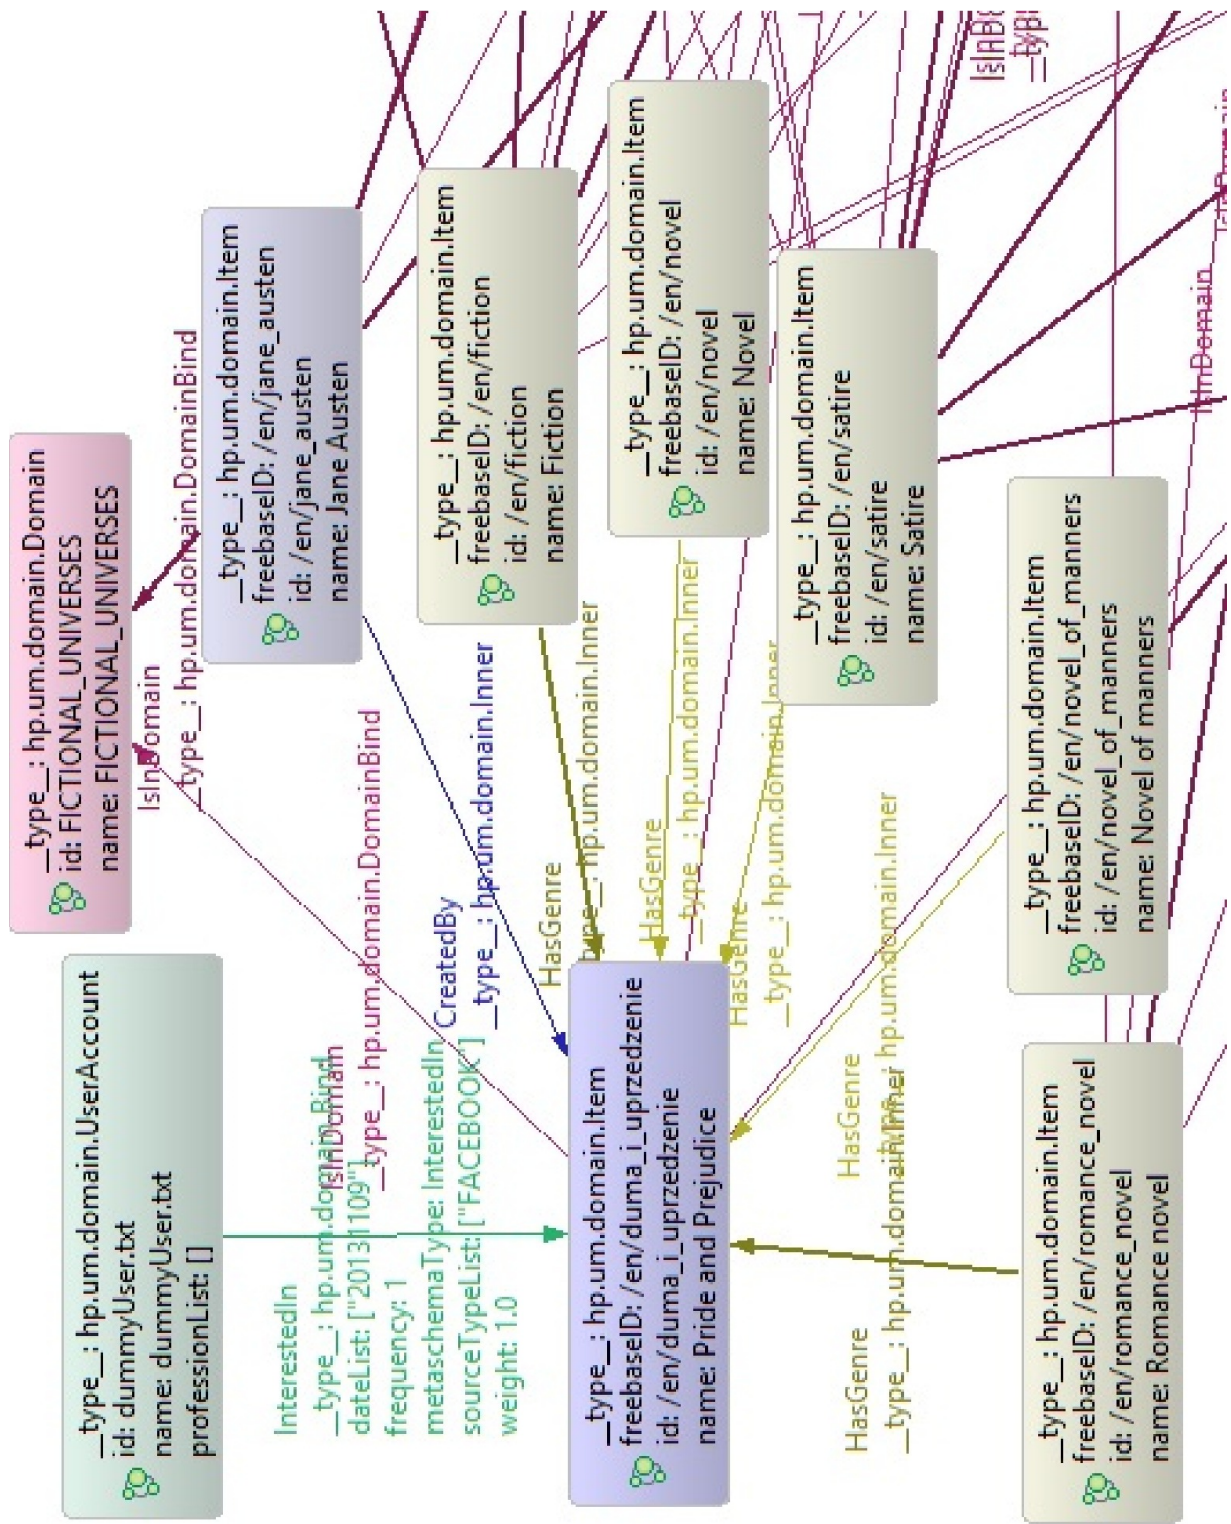 __type__: hp.um.domain.Domain
id: FICTIONAL_UNIVERSES
name: FICTIONAL_UNIVERSES
IsInDomain
__type__: hp.um.domain.DomainBind
__type__: hp.um.domain.Item
freebaseID: /en/jane_austen
id: /en/jane_austen
name: Jane Austen
__type__: hp.um.domain.UserAccount
id: dummyUser.txt
name: dummyUser.txt
professionList: []
InterestedIn
__type__: hp.um.domain.Bind
dateList: ["20131109"]
frequency: 1
metaschemaType: InterestedIn
sourceTypeList: ["FACEBOOK"]
weight: 1.0
IsInDomain
__type__: hp.um.domain.DomainBind
CreatedBy
__type__: hp.um.domain.Inner
__type__: hp.um.domain.Item
freebaseID: /en/fiction
id: /en/fiction
name: Fiction
HasGenre
__type__: hp.um.domain.Inner
__type__: hp.um.domain.Item
freebaseID: /en/duma_i_uprzedzenie
id: /en/duma_i_uprzedzenie
name: Pride and Prejudice
__type__: hp.um.domain.Item
freebaseID: /en/novel
id: /en/novel
name: Novel
HasGenre
__type__: hp.um.domain.Inner
__type__: hp.um.domain.Item
freebaseID: /en/satire
id: /en/satire
name: Satire
HasGenre
__type__: hp.um.domain.Inner
HasGenre
__type__: hp.um.domain.Inner
HasGenre
__type__: hp.um.domain.Inner
__type__: hp.um.domain.Item
freebaseID: /en/novel_of_manners
id: /en/novel_of_manners
name: Novel of manners
__type__: hp.um.domain.Item
freebaseID: /en/romance_novel
id: /en/romance_novel
name: Romance novel
__typ
IsInDomain
IsInDomain